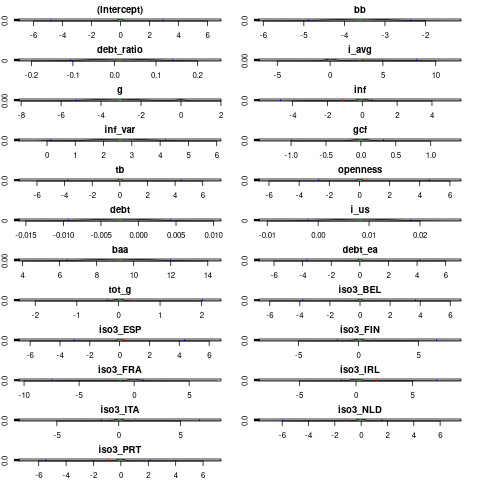 (Intercept) bb
0.0 0.0
-6 -4 -2 0 2 4 6 -6 -5 -4 -3 -2
debt_ratio i_avg
0 0.00
-0.2 -0.1 0.0 0.1 0.2 -5 0 5 10
g inf
0.00 0.0
-8 -6 -4 -2 0 2 -4 -2 0 2 4
inf_var gcf
0.0 0.0
0 1 2 3 4 5 6 -1.0 -0.5 0.0 0.5 1.0
tb openness
0.0 0.0
-6 -4 -2 0 2 4 6 -6 -4 -2 0 2 4 6
debt i_us
0 0
-0.015 -0.010 -0.005 0.000 0.005 0.010 -0.01 0.00 0.01 0.02
baa debt_ea
0.00 0.0
4 6 8 10 12 14 -6 -4 -2 0 2 4 6
tot_g iso3_BEL
0.0 0.0
-2 -1 0 1 2 -6 -4 -2 0 2 4 6
iso3_ESP iso3_FIN
0.0 0.0
-6 -4 -2 0 2 4 6 -5 0 5
iso3_FRA iso3_IRL
0.0 0.0
-10 -5 0 5 -5 0 5
iso3_ITA iso3_NLD
0.0 0.0
-5 0 5 -6 -4 -2 0 2 4 6
iso3_PRT
0.0
-6 -4 -2 0 2 4 6